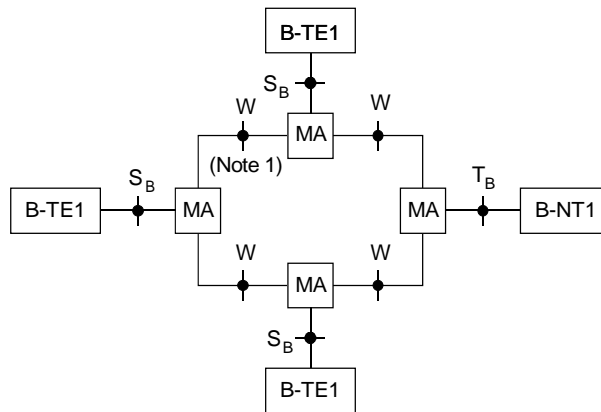 B-TE1
S_B
W
W
MA
(Note 1)
S_B
T_B
B-TE1
MA
MA
B-NT1
W
W
MA
S_B
B-TE1